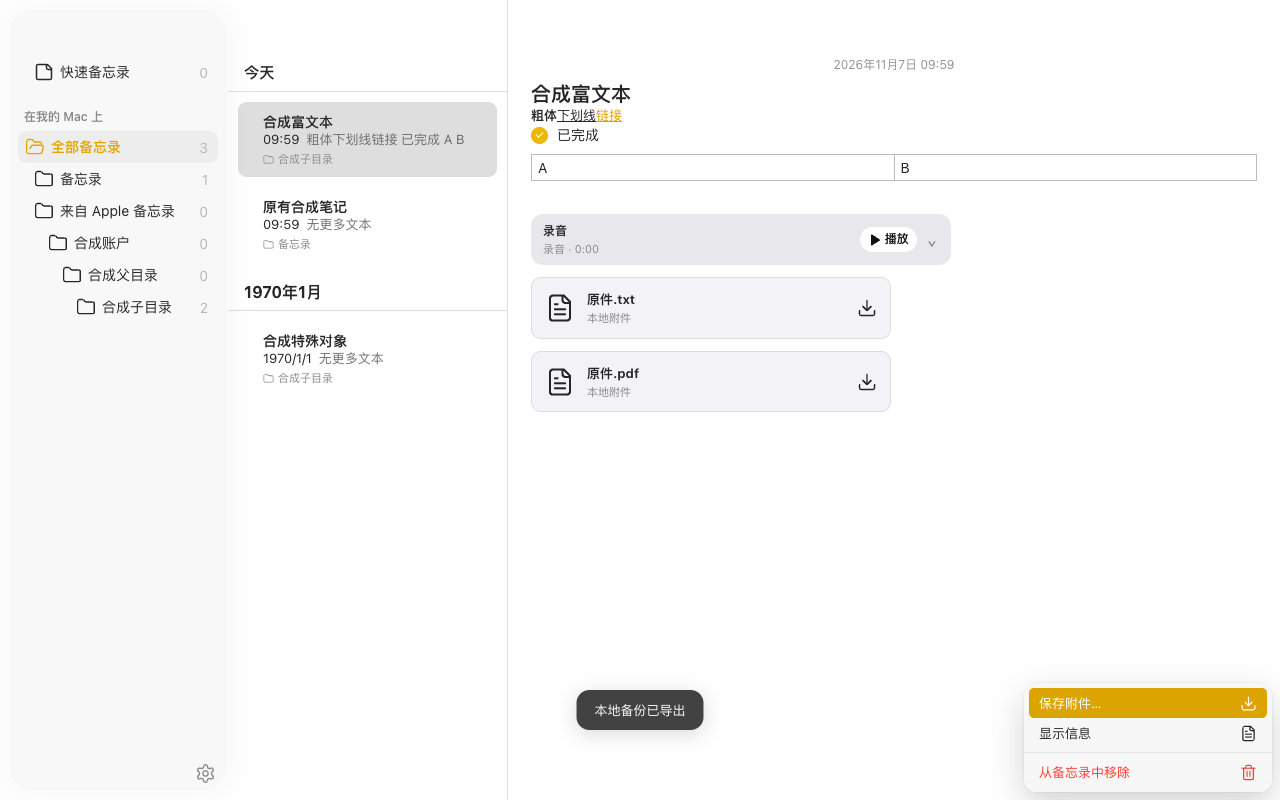 快速备忘录 0
在我的 Mac 上
全部备忘录 3
备忘录 1
来自 Apple 备忘录 0
合成账户 0
合成父目录 0
合成子目录 2
今天
合成富文本
09:59 粗体下划线链接 已完成 A B
合成子目录
原有合成笔记
09:59 无更多文本
备忘录
1970年1月
合成特殊对象
1970/1/1 无更多文本
合成子目录
2026年11月7日 09:59
合成富文本
粗体下划线链接
已完成
A B
录音
录音 · 0:00
播放
原件.txt
本地附件
原件.pdf
本地附件
本地备份已导出
保存附件...
显示信息
从备忘录中移除